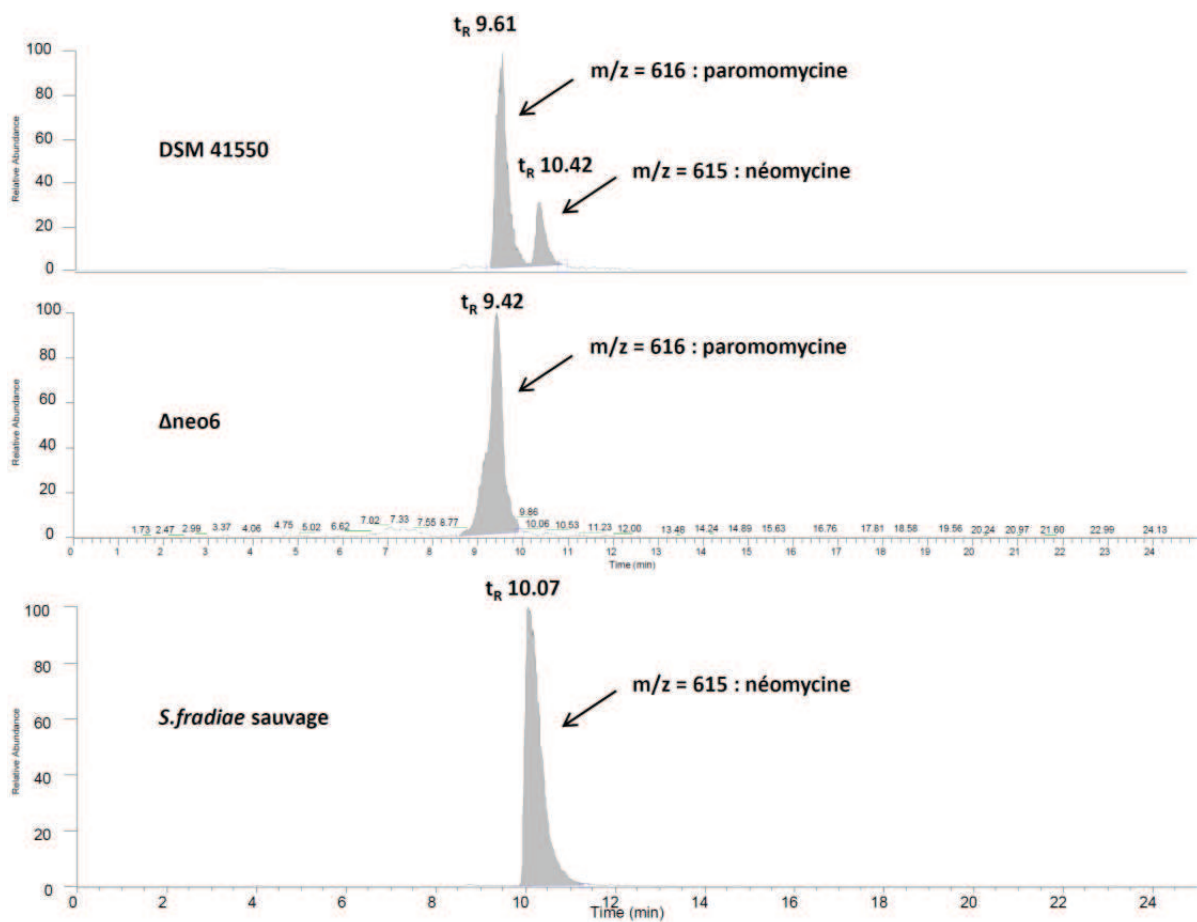 t_R 9.61
100
80
60
40
20
0
Relative Abundance
DSM 41550
m/z = 616 : paromomycine
t_R 10.42
m/z = 615 : néomycine
t_R 9.42
100
80
60
40
20
0
Relative Abundance
Δneo6
m/z = 616 : paromomycine
1.73 2.47 2.99 3.37 4.06 4.75 5.02 6.62 7.02 7.33 7.55 8.77 9.86 10.06 10.53 11.23 12.00 13.48 14.24 14.89 15.63 16.76 17.81 18.58 19.56 20.24 20.97 21.60 22.99 24.13
0 1 2 3 4 5 6 7 8 9 10 11 12 13 14 15 16 17 18 19 20 21 22 23 24
Time (min)
t_R 10.07
100
80
60
40
20
0
Relative Abundance
S.fradiae sauvage
m/z = 615 : néomycine
0 2 4 6 8 10 12 14 16 18 20 22 24
Time (min)